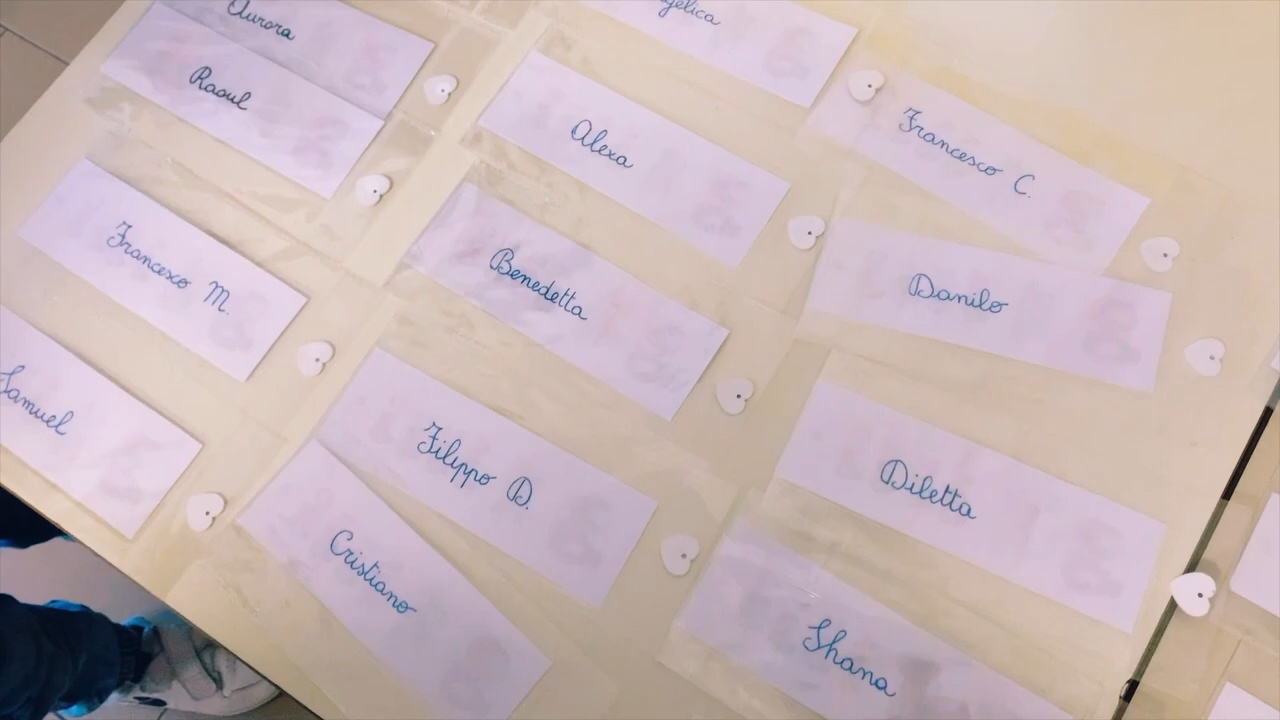 Aurora
Raoul
Francesco M.
Samuel
Alexa
Benedetta
Filippo D.
Cristiano
Francesco C.
Danilo
Diletta
Shana